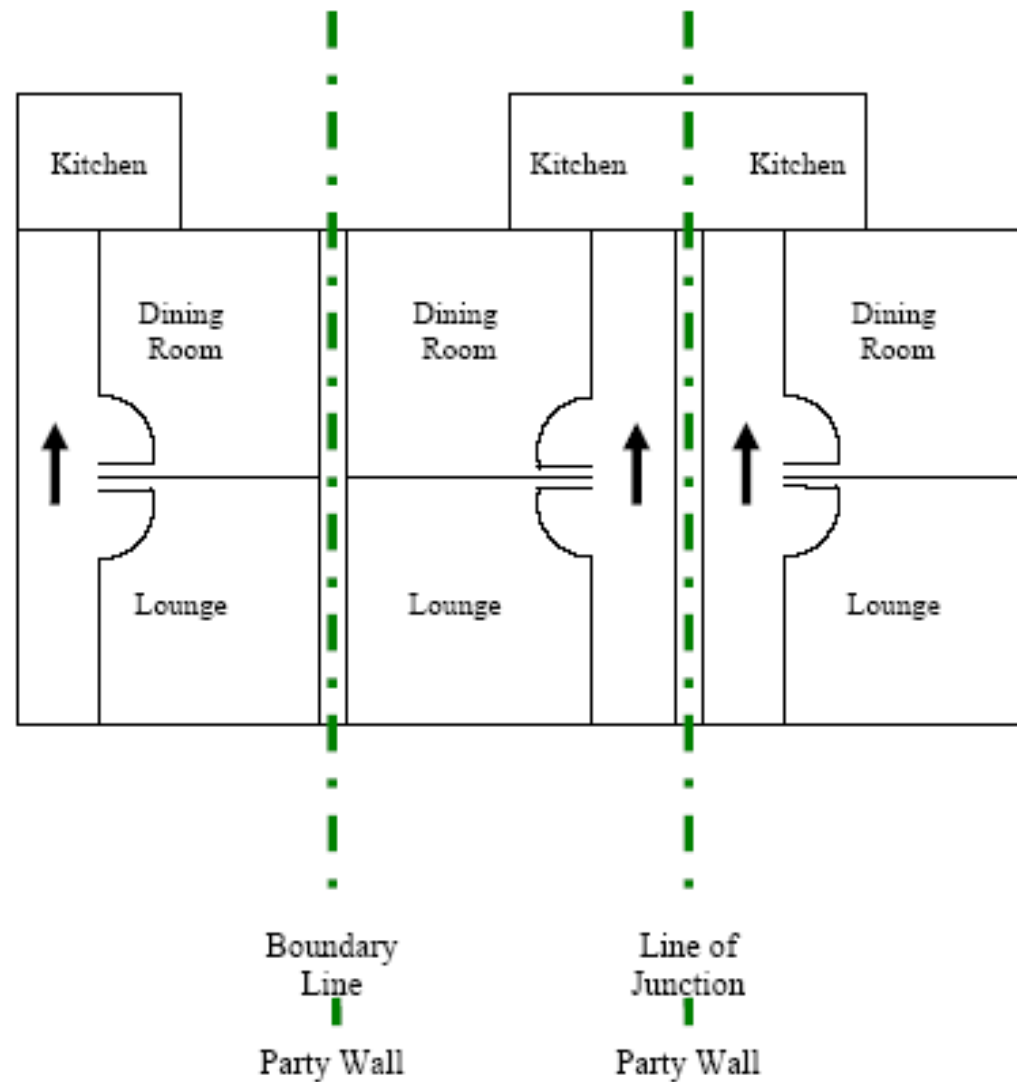 Kitchen
Kitchen
Kitchen
Dining
Room
Dining
Room
Dining
Room
Lounge
Lounge
Lounge
Boundary
Line
Line of
Junction
Party Wall
Party Wall